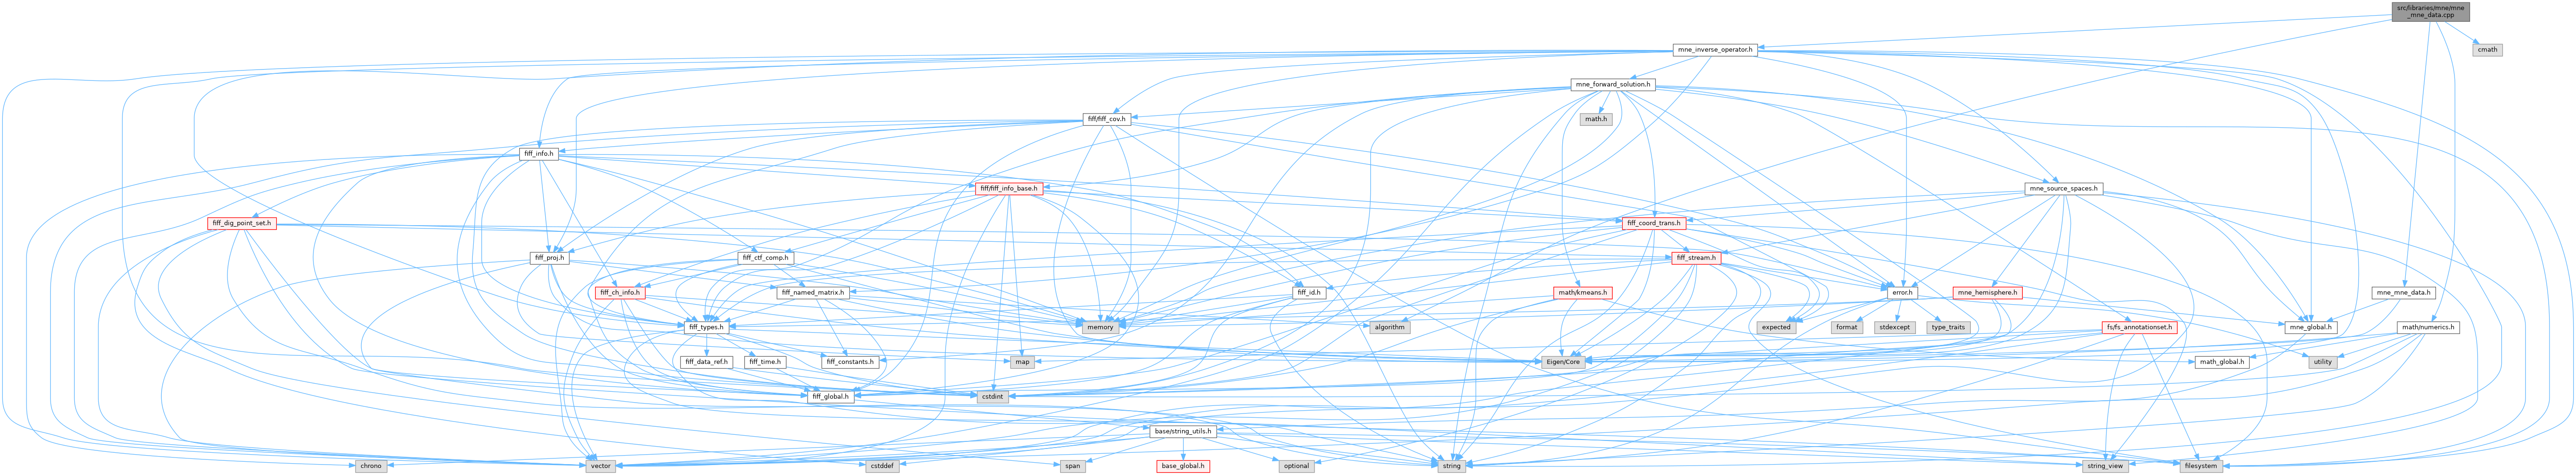 src/libraries/mne/mne
_mne_data.cpp
mne_inverse_operator.h
cmath
mne_forward_solution.h
fiff/fiff_cov.h
math.h
fiff_info.h
fiff/fiff_info_base.h
mne_source_spaces.h
fiff_dig_point_set.h
fiff_coord_trans.h
fiff_proj.h
fiff_ctf_comp.h
fiff_stream.h
fiff_ch_info.h
fiff_named_matrix.h
fiff_id.h
math/kmeans.h
error.h
mne_hemisphere.h
mne_mne_data.h
fiff_types.h
memory
algorithm
expected
format
stdexcept
type_traits
fs/fs_annotationset.h
mne_global.h
math/numerics.h
fiff_data_ref.h
fiff_time.h
fiff_constants.h
map
Eigen/Core
math_global.h
utility
fiff_global.h
cstdint
base/string_utils.h
chrono
vector
cstddef
span
base_global.h
optional
string
string_view
filesystem